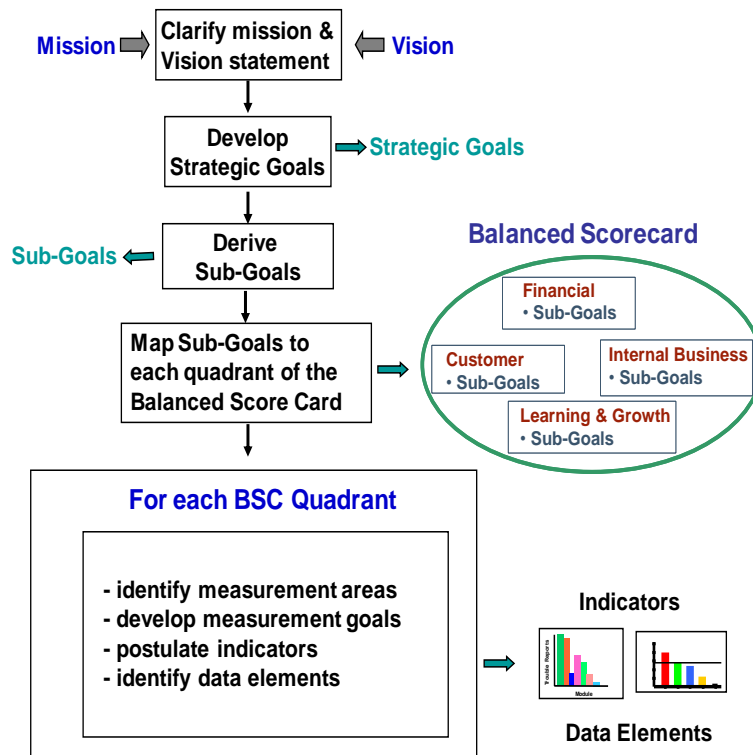 Mission
Clarify mission &
Vision statement
Vision
Develop
Strategic Goals
Strategic Goals
Sub-Goals
Derive
Sub-Goals
Balanced Scorecard
Financial
• Sub-Goals
Customer
• Sub-Goals
Internal Business
• Sub-Goals
Learning & Growth
• Sub-Goals
Map Sub-Goals to
each quadrant of the
Balanced Score Card
For each BSC Quadrant
- identify measurement areas
- develop measurement goals
- postulate indicators
- identify data elements
Indicators
Trouble Reports
Module
Data Elements